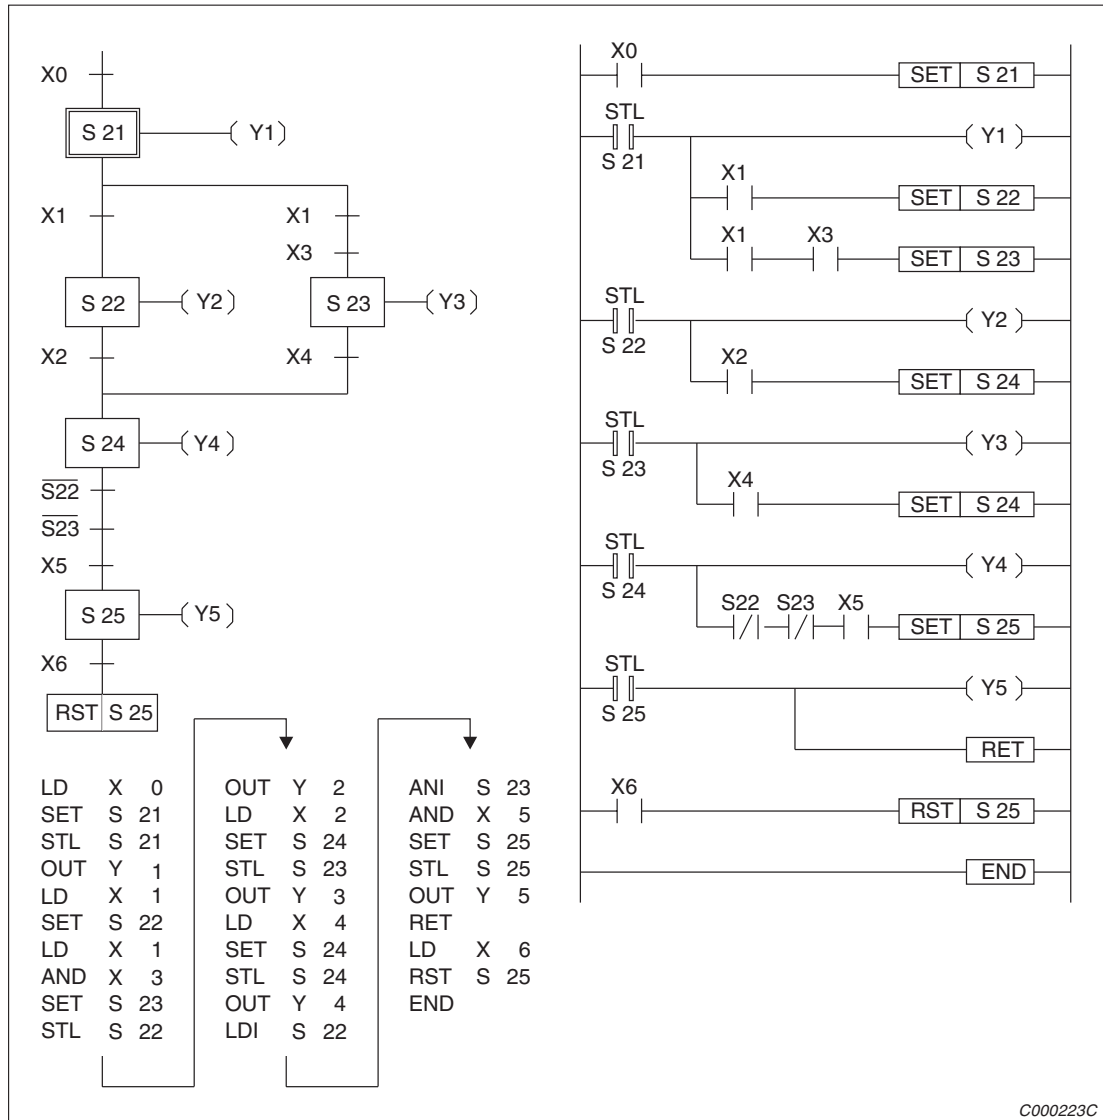 X0
S 21 ( Y1 )
X1 X1
X3
S 22 ( Y2 ) S 23 ( Y3 )
X2 X4
S 24 ( Y4 )
S̅2̅2̅
S̅2̅3̅
X5
S 25 ( Y5 )
X6
RST S 25
LD X 0
SET S 21
STL S 21
OUT Y 1
LD X 1
SET S 22
LD X 1
AND X 3
SET S 23
STL S 22
OUT Y 2
LD X 2
SET S 24
STL S 23
OUT Y 3
LD X 4
SET S 24
STL S 24
OUT Y 4
LDI S 22
ANI S 23
AND X 5
SET S 25
STL S 25
OUT Y 5
RET
LD X 6
RST S 25
END
X0
SET S 21
STL
S 21
( Y1 )
X1
SET S 22
X1 X3
SET S 23
STL
S 22
( Y2 )
X2
SET S 24
STL
S 23
( Y3 )
X4
SET S 24
STL
S 24
( Y4 )
S22 S23 X5
SET S 25
STL
S 25
( Y5 )
RET
X6
RST S 25
END
C000223C